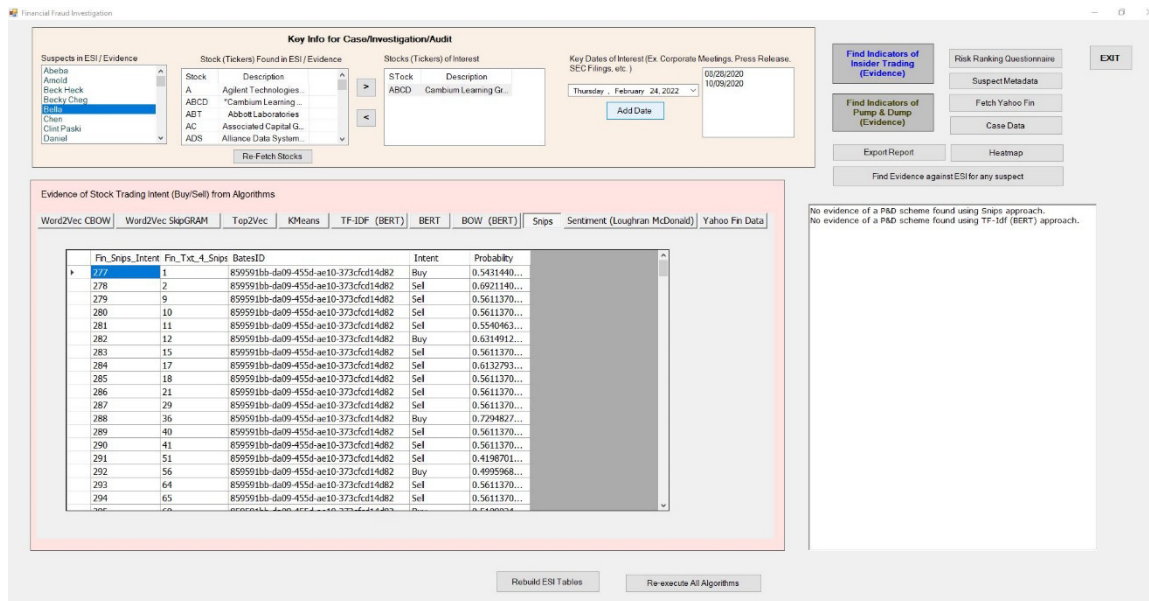 Financial Fraud Investigation
Key Info for Case/Investigation/Audit
Suspects in ESI / Evidence
Abeba
Arnold
Beck Heck
Becky Cheg
Bella
Chen
Clint Paski
Daniel
Stock (Tickers) Found in ESI / Evidence
Stock Description
A Agilent Technologies...
ABCD "Cambium Learning ...
ABT Abbott Laboratories
AC Associated Capital G...
ADS Alliance Data System...
Re-Fetch Stocks
>
<
Stocks (Tickers) of Interest
STock Description
ABCD Cambium Learning Gr...
Key Dates of Interest (Ex. Corporate Meetings, Press Release,
SEC Filings, etc. )
Thursday , February 24, 2022
Add Date
08/28/2020
10/09/2020
Find Indicators of
Insider Trading
(Evidence)
Find Indicators of
Pump & Dump
(Evidence)
Risk Ranking Questionnaire
Suspect Metadata
Fetch Yahoo Fin
Case Data
Export Report
Heatmap
Find Evidence against ESI for any suspect
EXIT
Evidence of Stock Trading Intent (Buy/Sell) from Algorithms
Word2Vec CBOW Word2Vec SkipGRAM Top2Vec KMeans TF-IDF (BERT) BERT BOW (BERT) Snips Sentiment (Loughran McDonald) Yahoo Fin Data
Fin_Snips_Intent Fin_Txt_4_Snips BatesID Intent Probabilty
277 1 859591bb-da09-455d-ae10-373cfcd14d82 Buy 0.5431440...
278 2 859591bb-da09-455d-ae10-373cfcd14d82 Sell 0.6921140...
279 9 859591bb-da09-455d-ae10-373cfcd14d82 Sell 0.5611370...
280 10 859591bb-da09-455d-ae10-373cfcd14d82 Sell 0.5611370...
281 11 859591bb-da09-455d-ae10-373cfcd14d82 Sell 0.5540463...
282 12 859591bb-da09-455d-ae10-373cfcd14d82 Buy 0.6314912...
283 15 859591bb-da09-455d-ae10-373cfcd14d82 Sell 0.5611370...
284 17 859591bb-da09-455d-ae10-373cfcd14d82 Sell 0.6132793...
285 18 859591bb-da09-455d-ae10-373cfcd14d82 Sell 0.5611370...
286 21 859591bb-da09-455d-ae10-373cfcd14d82 Sell 0.5611370...
287 29 859591bb-da09-455d-ae10-373cfcd14d82 Sell 0.5611370...
288 36 859591bb-da09-455d-ae10-373cfcd14d82 Buy 0.7294827...
289 40 859591bb-da09-455d-ae10-373cfcd14d82 Sell 0.5611370...
290 41 859591bb-da09-455d-ae10-373cfcd14d82 Sell 0.5611370...
291 51 859591bb-da09-455d-ae10-373cfcd14d82 Sell 0.4198701...
292 56 859591bb-da09-455d-ae10-373cfcd14d82 Buy 0.4995968...
293 64 859591bb-da09-455d-ae10-373cfcd14d82 Sell 0.5611370...
294 65 859591bb-da09-455d-ae10-373cfcd14d82 Sell 0.5611370...
No evidence of a P&D scheme found using Snips approach.
No evidence of a P&D scheme found using TF-Idf (BERT) approach.
Rebuild ESI Tables
Re-execute All Algorithms